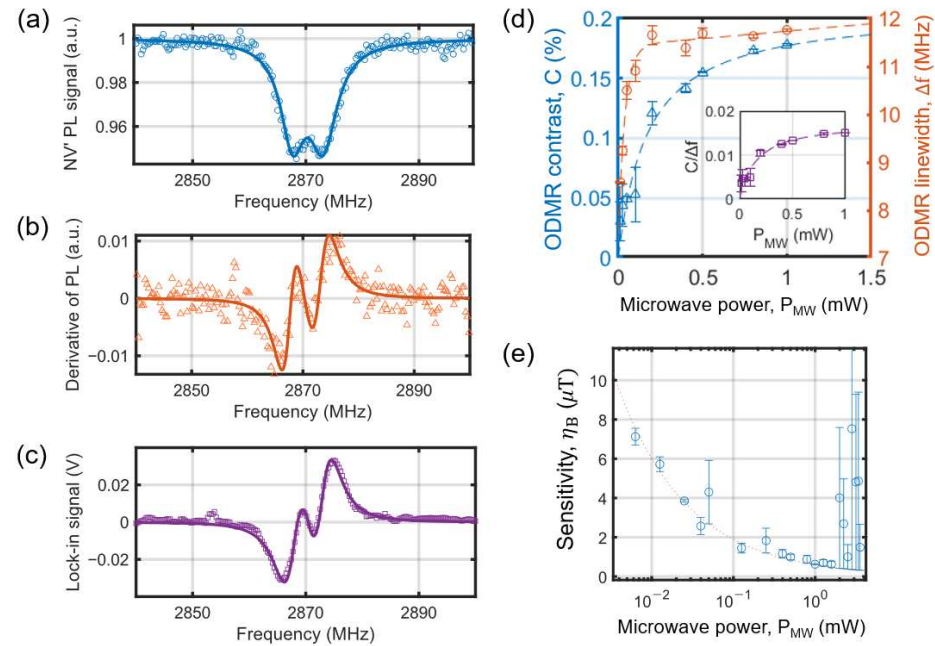 (a)
NV⁻ PL signal (a.u.)
1
0.98
0.96
2850
2870
2890
Frequency (MHz)
(b)
Derivative of PL (a.u.)
0.01
0
−0.01
2850
2870
2890
Frequency (MHz)
(c)
Lock-in signal (V)
0.02
0
−0.02
2850
2870
2890
Frequency (MHz)
(d)
ODMR contrast, C (%)
0.2
0.15
0.1
0.05
0
0
0.5
1.0
1.5
Microwave power, P_MW (mW)
ODMR linewidth, Δf (MHz)
12
11
10
9
8
7
C/Δf
0.02
0.01
0
0
0.5
1
P_MW (mW)
(e)
Sensitivity, η_B (μT)
10
8
6
4
2
0
10⁻²
10⁻¹
10⁰
Microwave power, P_MW (mW)